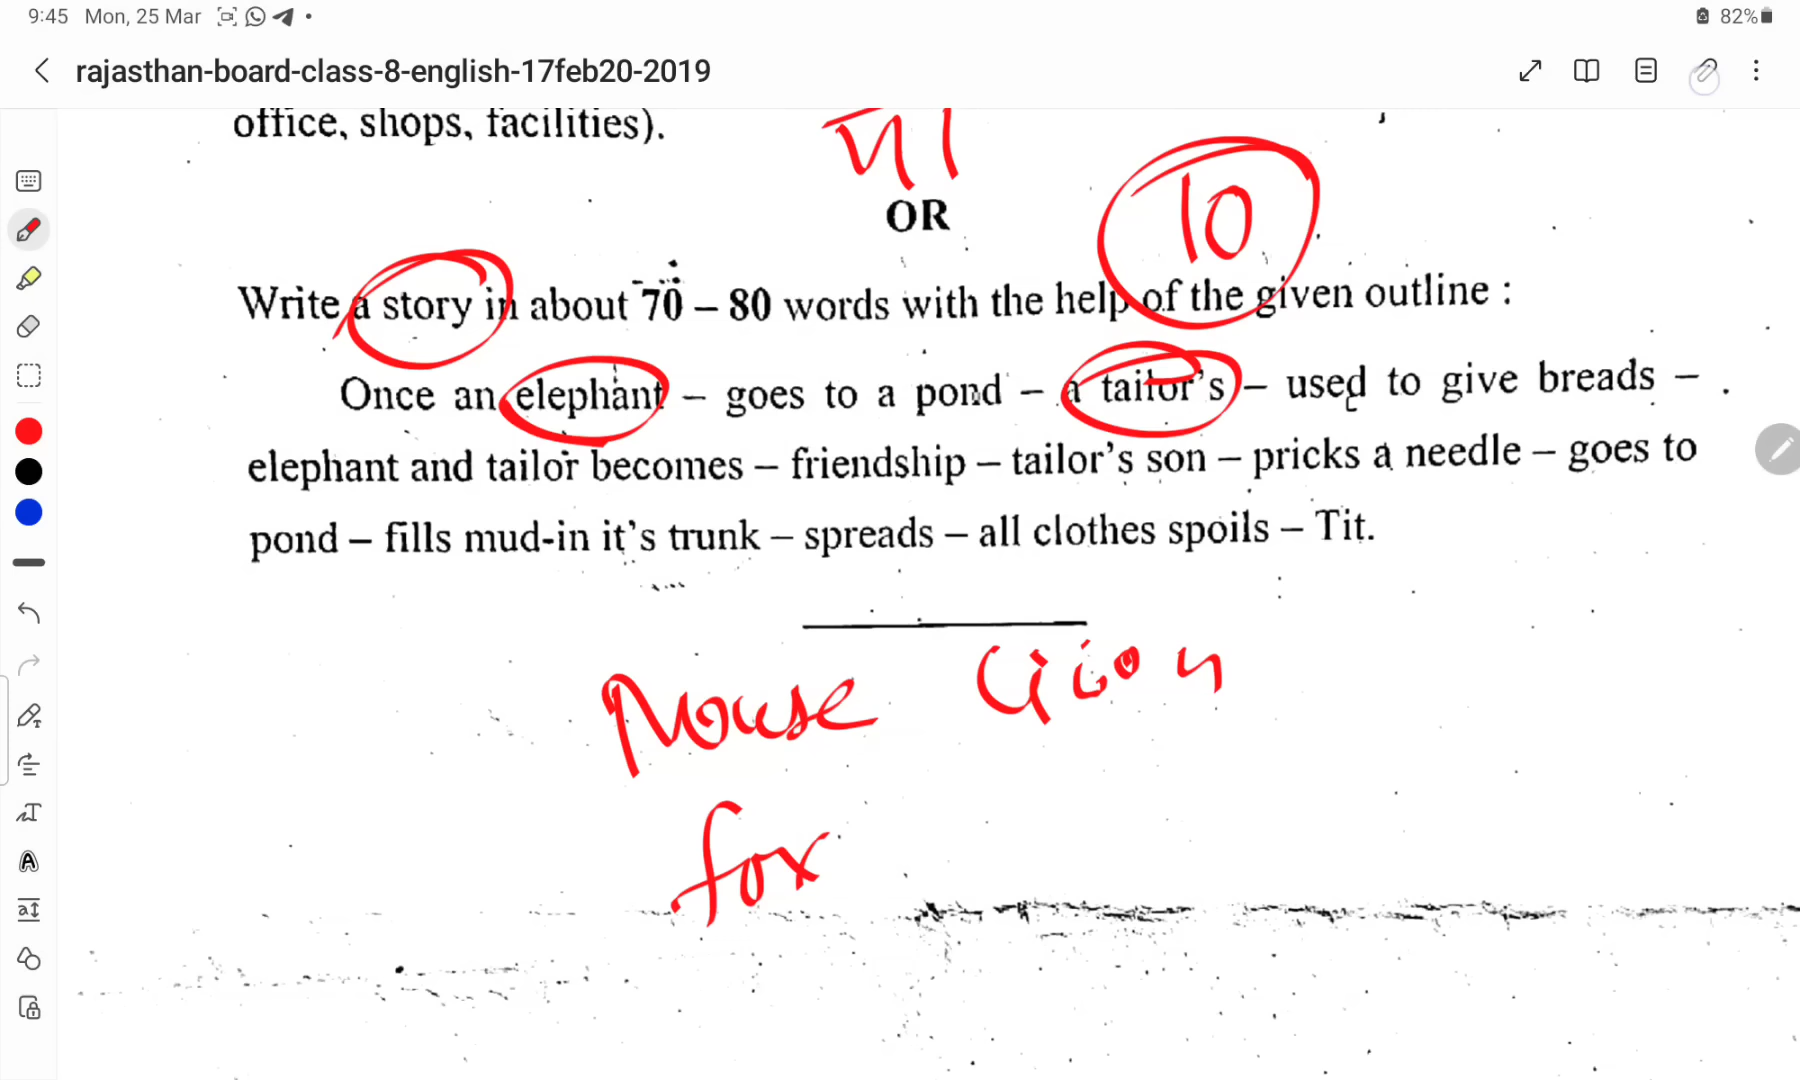 9:45 Mon, 25 Mar 82%
rajasthan-board-class-8-english-17feb20-2019
office, shops, facilities).
या
OR
10
Write a story in about 70 – 80 words with the help of the given outline :
Once an elephant – goes to a pond – a tailor's – used to give breads –
elephant and tailor becomes – friendship – tailor's son – pricks a needle – goes to
pond – fills mud-in it's trunk – spreads – all clothes spoils – Tit.
Mouse
fox